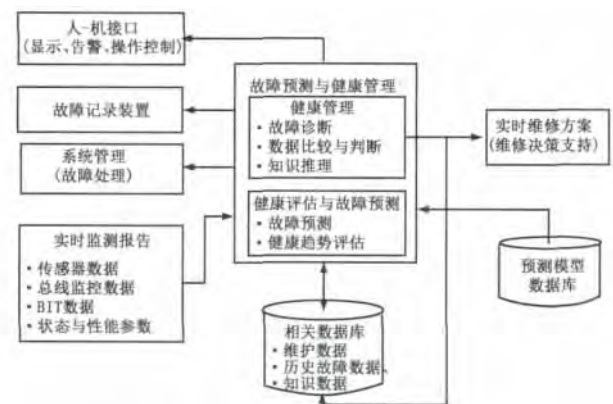 人-机接口
(显示、告警、操作控制)
故障记录装置
系统管理
(故障处理)
实时监测报告
·传感器数据
·总线监控数据
·BIT数据
·状态与性能参数
故障预测与健康管理
健康管理
·故障诊断
·数据比较与判断
·知识推理
健康评估与故障预测
·故障预测
·健康趋势评估
相关数据库
·维护数据
·历史故障数据、
·知识数据
实时维修方案
(维修决策支持)
预测模型
数据库